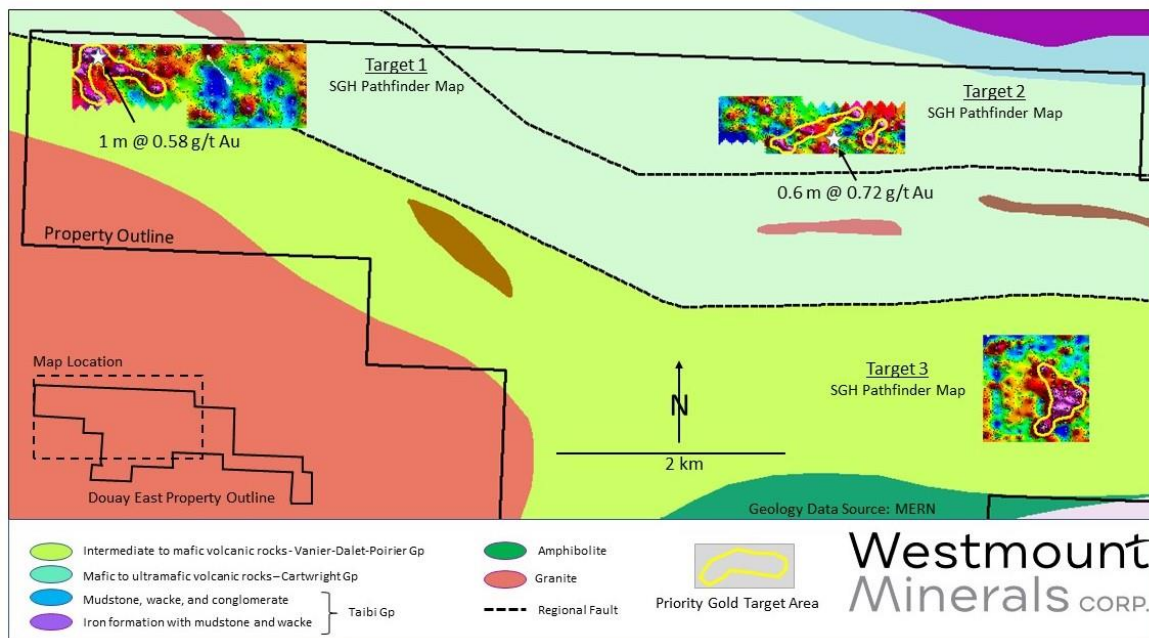 Target 1
SGH Pathfinder Map
1 m @ 0.58 g/t Au
Target 2
SGH Pathfinder Map
0.6 m @ 0.72 g/t Au
Property Outline
Map Location
Douay East Property Outline
Target 3
SGH Pathfinder Map
N
2 km
Geology Data Source: MERN
Intermediate to mafic volcanic rocks - Vanier-Dalet-Poirier Gp
Mafic to ultramafic volcanic rocks – Cartwright Gp
Mudstone, wacke, and conglomerate
Iron formation with mudstone and wacke
Taibi Gp
Amphibolite
Granite
Regional Fault
Priority Gold Target Area
Westmount
Minerals CORP.